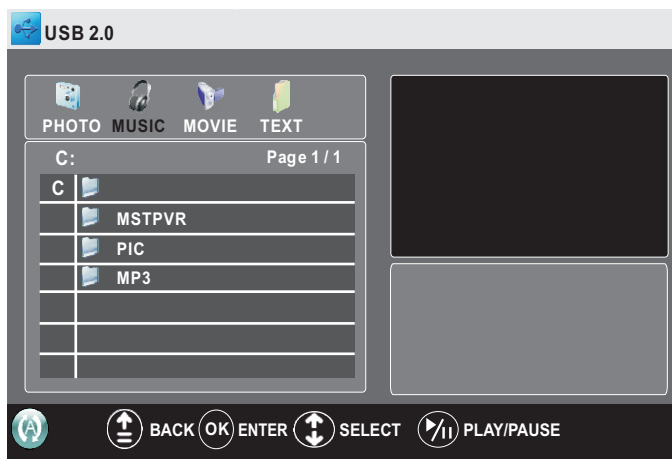 USB 2.0
PHOTO MUSIC MOVIE TEXT
C: Page 1 / 1
C
MSTPVR
PIC
MP3
A BACK OK ENTER SELECT PLAY/PAUSE